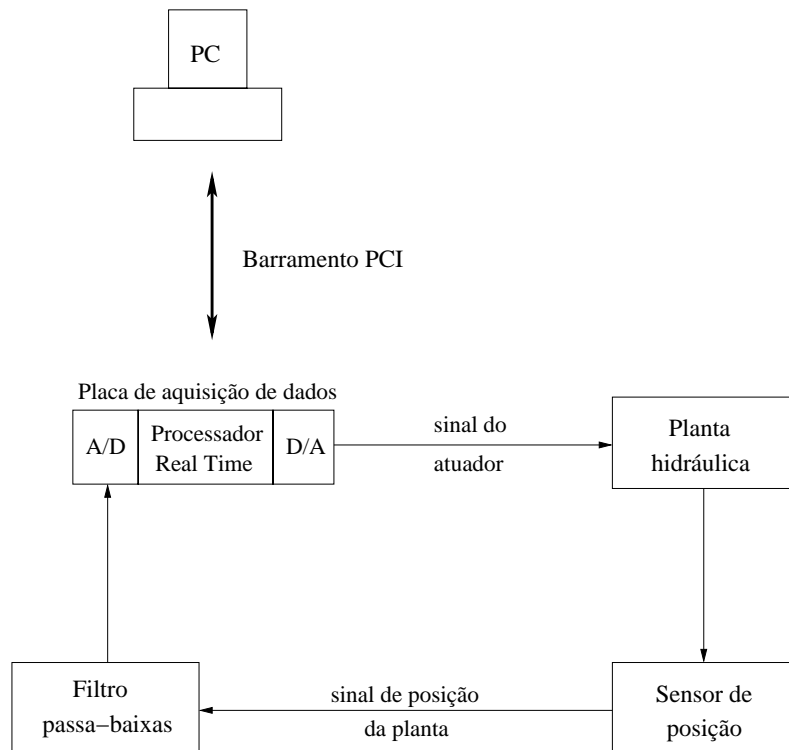 PC
Barramento PCI
Placa de aquisição de dados
A/D
Processador
Real Time
D/A
sinal do
atuador
Planta
hidráulica
Filtro
passa−baixas
sinal de posição
da planta
Sensor de
posição